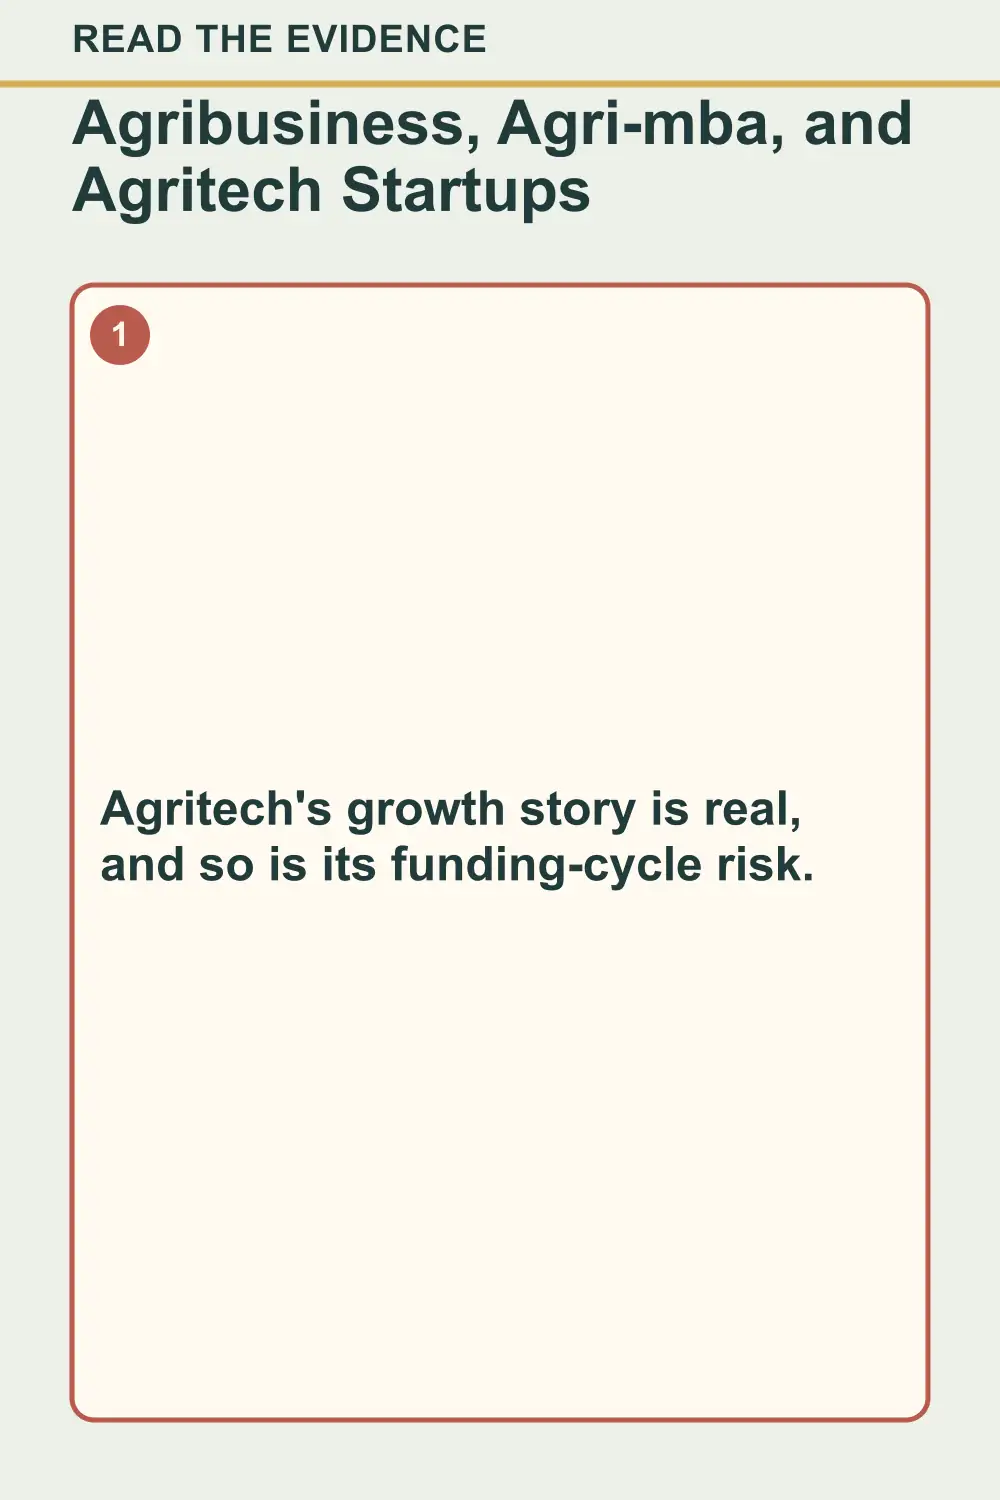 READ THE EVIDENCE
Agribusiness, Agri-mba, and
Agritech Startups
1
Agritech's growth story is real,
and so is its funding-cycle risk.